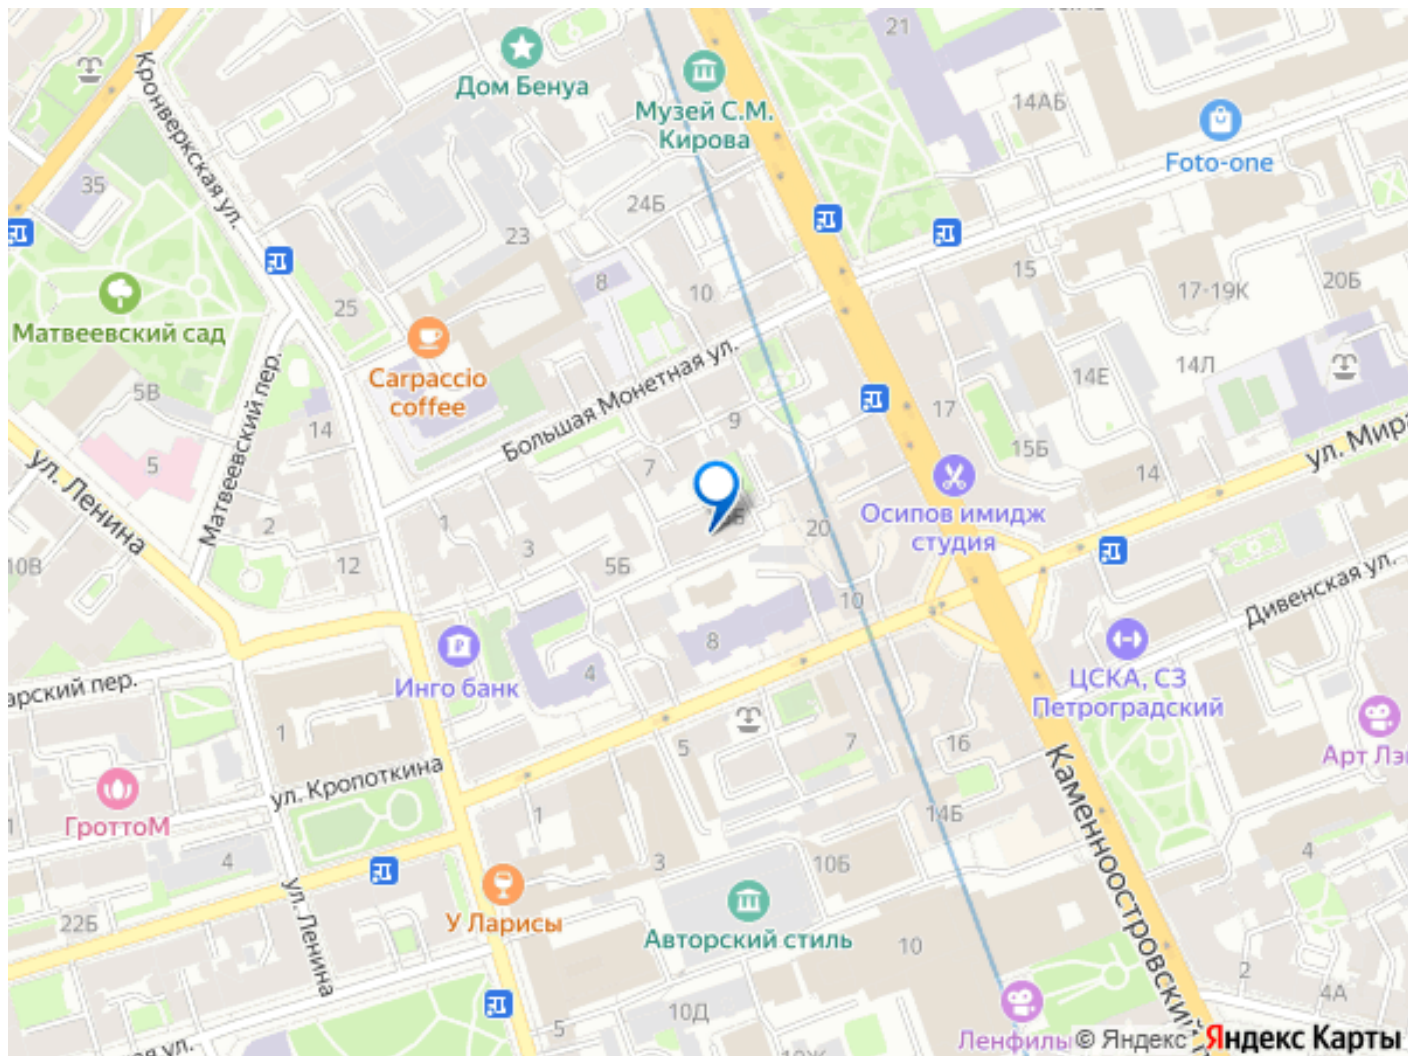 21
Кронверкская ул.
Дом Бенуа
Музей С.М.
Кирова
14АБ
Foto-one
35
24Б
23
8
10
15
17-19К
20Б
25
Матвеевский сад
Carpaccio
coffee
Большая Монетная ул.
14Л
14Е
5В
Матвеевский пер.
14
9
17
15Б
ул. Мира
5
7
14
ул. Ленина
2
1
3
20
Осипов имидж
студия
10В
12
5Б
10
Дивенская ул.
8
4
Инго банк
ЦСКА, СЗ
Петроградский
1
5
7
16
Арт Лэ
ул. Кропоткина
Каменноостровский
ГроттоМ
1
14Б
4
3
10Б
4
У Ларисы
22Б
ул. Ленина
Авторский стиль
10
2
4А
10Д
5
ул.
Ленфиль
© Яндекс
Яндекс Карты